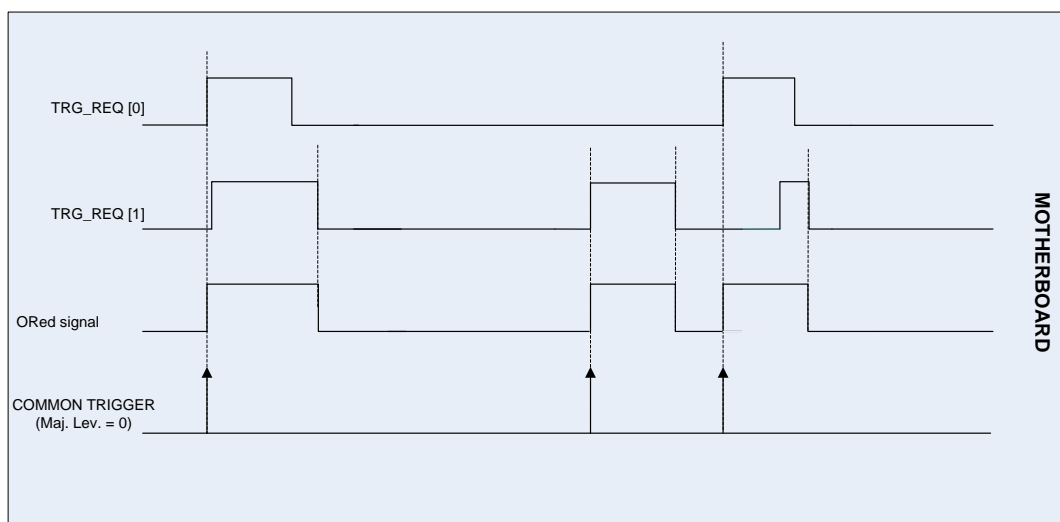 TRG_REQ [0]
TRG_REQ [1]
ORed signal
COMMON TRIGGER
(Maj. Lev. = 0)
MOTHERBOARD